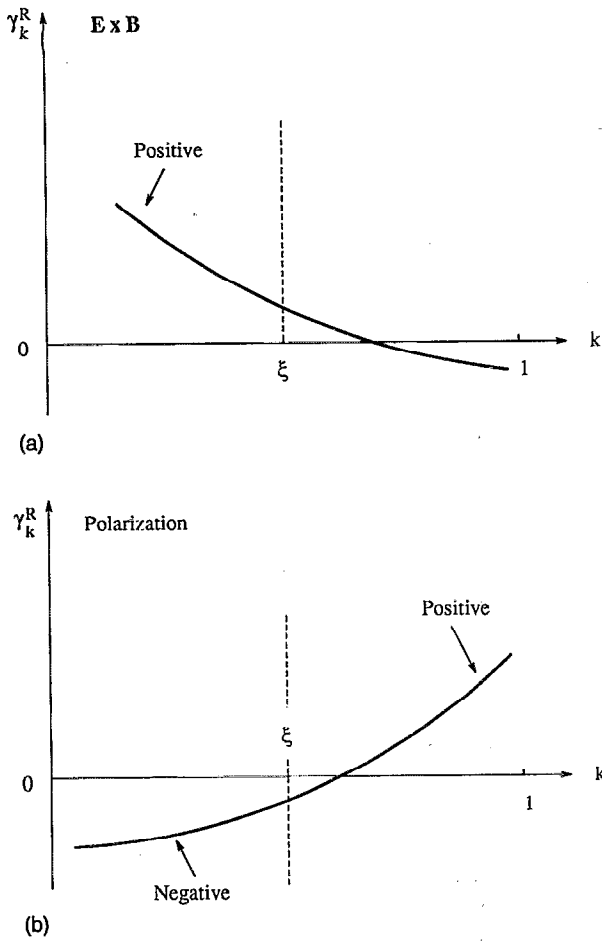 γ_k^R E x B
Positive
0
ξ
1
k
(a)
γ_k^R Polarization
Positive
ξ
0
k
1
Negative
(b)